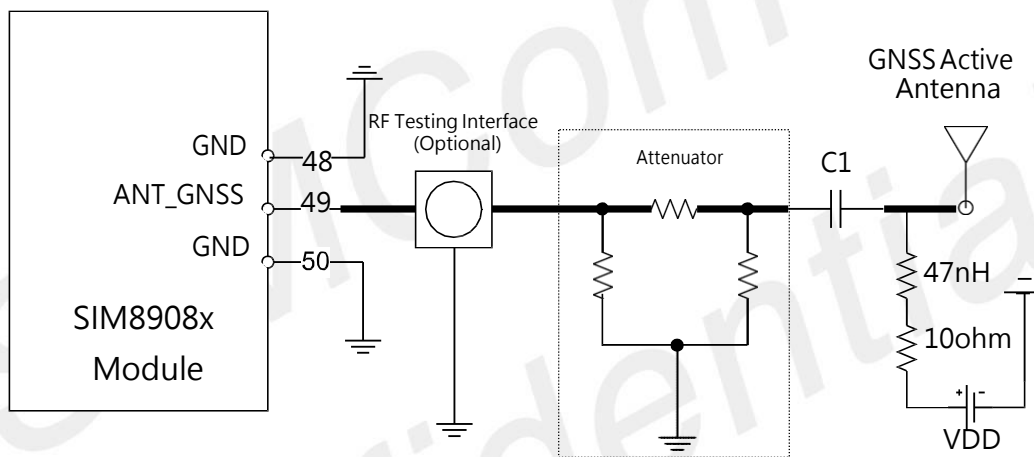 GNSS Active
Antenna
RF Testing Interface
(Optional)
GND
48
Attenuator
C1
ANT_GNSS
49
GND
50
47nH
SIM8908x
Module
10ohm
+ -
-
VDD